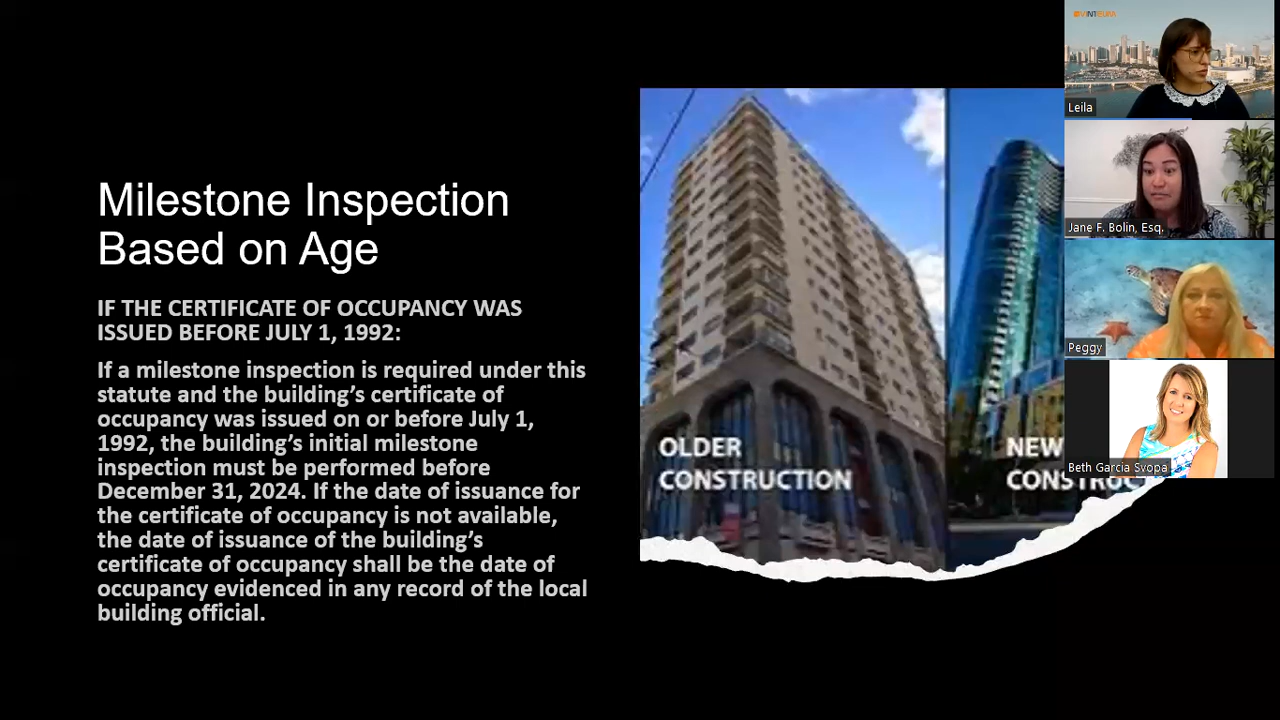 Milestone Inspection
Based on Age
IF THE CERTIFICATE OF OCCUPANCY WAS
ISSUED BEFORE JULY 1, 1992:
If a milestone inspection is required under this
statute and the building’s certificate of
occupancy was issued on or before July 1,
1992, the building’s initial milestone
inspection must be performed before
December 31, 2024. If the date of issuance for
the certificate of occupancy is not available,
the date of issuance of the building’s
certificate of occupancy shall be the date of
occupancy evidenced in any record of the local
building official.
OLDER
CONSTRUCTION
NEW
CONSTRUCT
VINTEUM
Leila
Jane F. Bolin, Esq.
Peggy
Beth Garcia Svopa